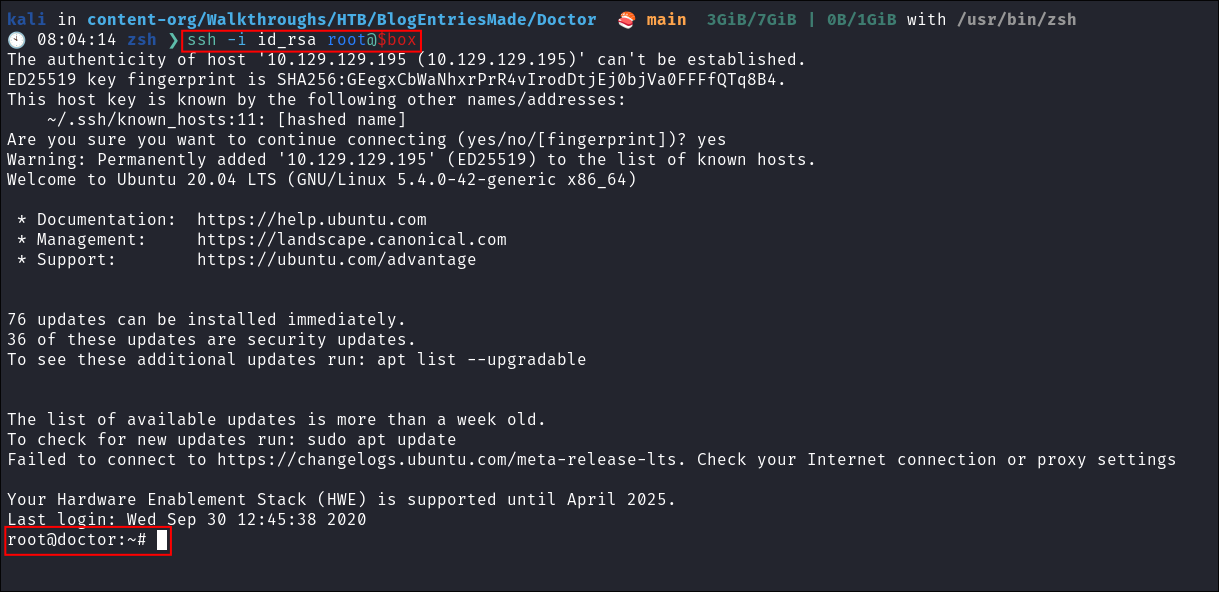 kali in content-org/Walkthroughs/HTB/BlogEntriesMade/Doctor 🍣 main 3GiB/7GiB | 0B/1GiB with /usr/bin/zsh
🕙 08:04:14 zsh ❯ ssh -i id_rsa root@$box
The authenticity of host '10.129.129.195 (10.129.129.195)' can't be established.
ED25519 key fingerprint is SHA256:GEegxCbWaNhxrPrR4vIrodDtjEj0bjVa0FFFfQTq8B4.
This host key is known by the following other names/addresses:
    ~/.ssh/known_hosts:11: [hashed name]
Are you sure you want to continue connecting (yes/no/[fingerprint])? yes
Warning: Permanently added '10.129.129.195' (ED25519) to the list of known hosts.
Welcome to Ubuntu 20.04 LTS (GNU/Linux 5.4.0-42-generic x86_64)
 * Documentation:  https://help.ubuntu.com
 * Management:     https://landscape.canonical.com
 * Support:        https://ubuntu.com/advantage
76 updates can be installed immediately.
36 of these updates are security updates.
To see these additional updates run: apt list --upgradable
The list of available updates is more than a week old.
To check for new updates run: sudo apt update
Failed to connect to https://changelogs.ubuntu.com/meta-release-lts. Check your Internet connection or proxy settings
Your Hardware Enablement Stack (HWE) is supported until April 2025.
Last login: Wed Sep 30 12:45:38 2020
root@doctor:~#